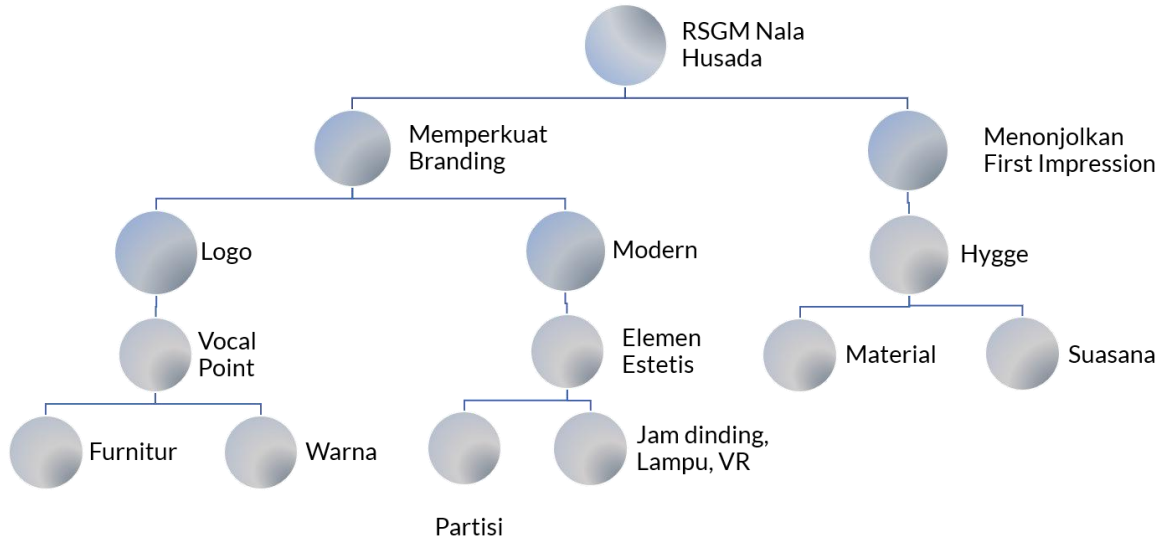 RSGM Nala
Husada
Memperkuat
Branding
Menonjolkan
First Impression
Logo
Modern
Hygge
Vocal
Point
Elemen
Estetis
Material
Suasana
Furnitur
Warna
Jam dinding,
Lampu, VR
Partisi